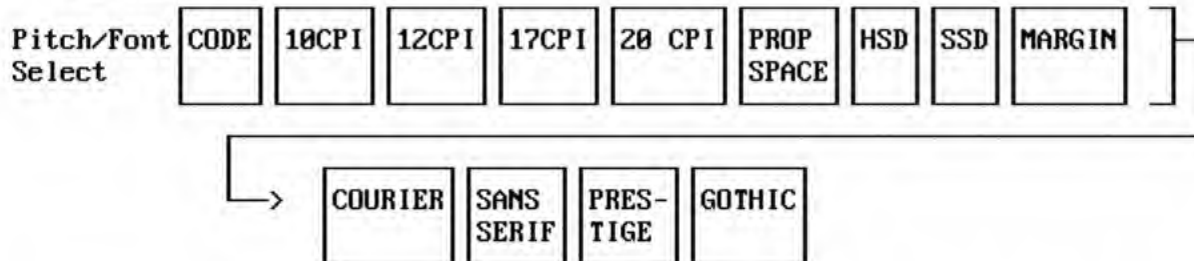 Pitch/Font CODE 10CPI 12CPI 17CPI 20 CPI PROP HSD SSD MARGIN
Select SPACE
COURIER SANS PRES- GOTHIC
SERIF TIGE